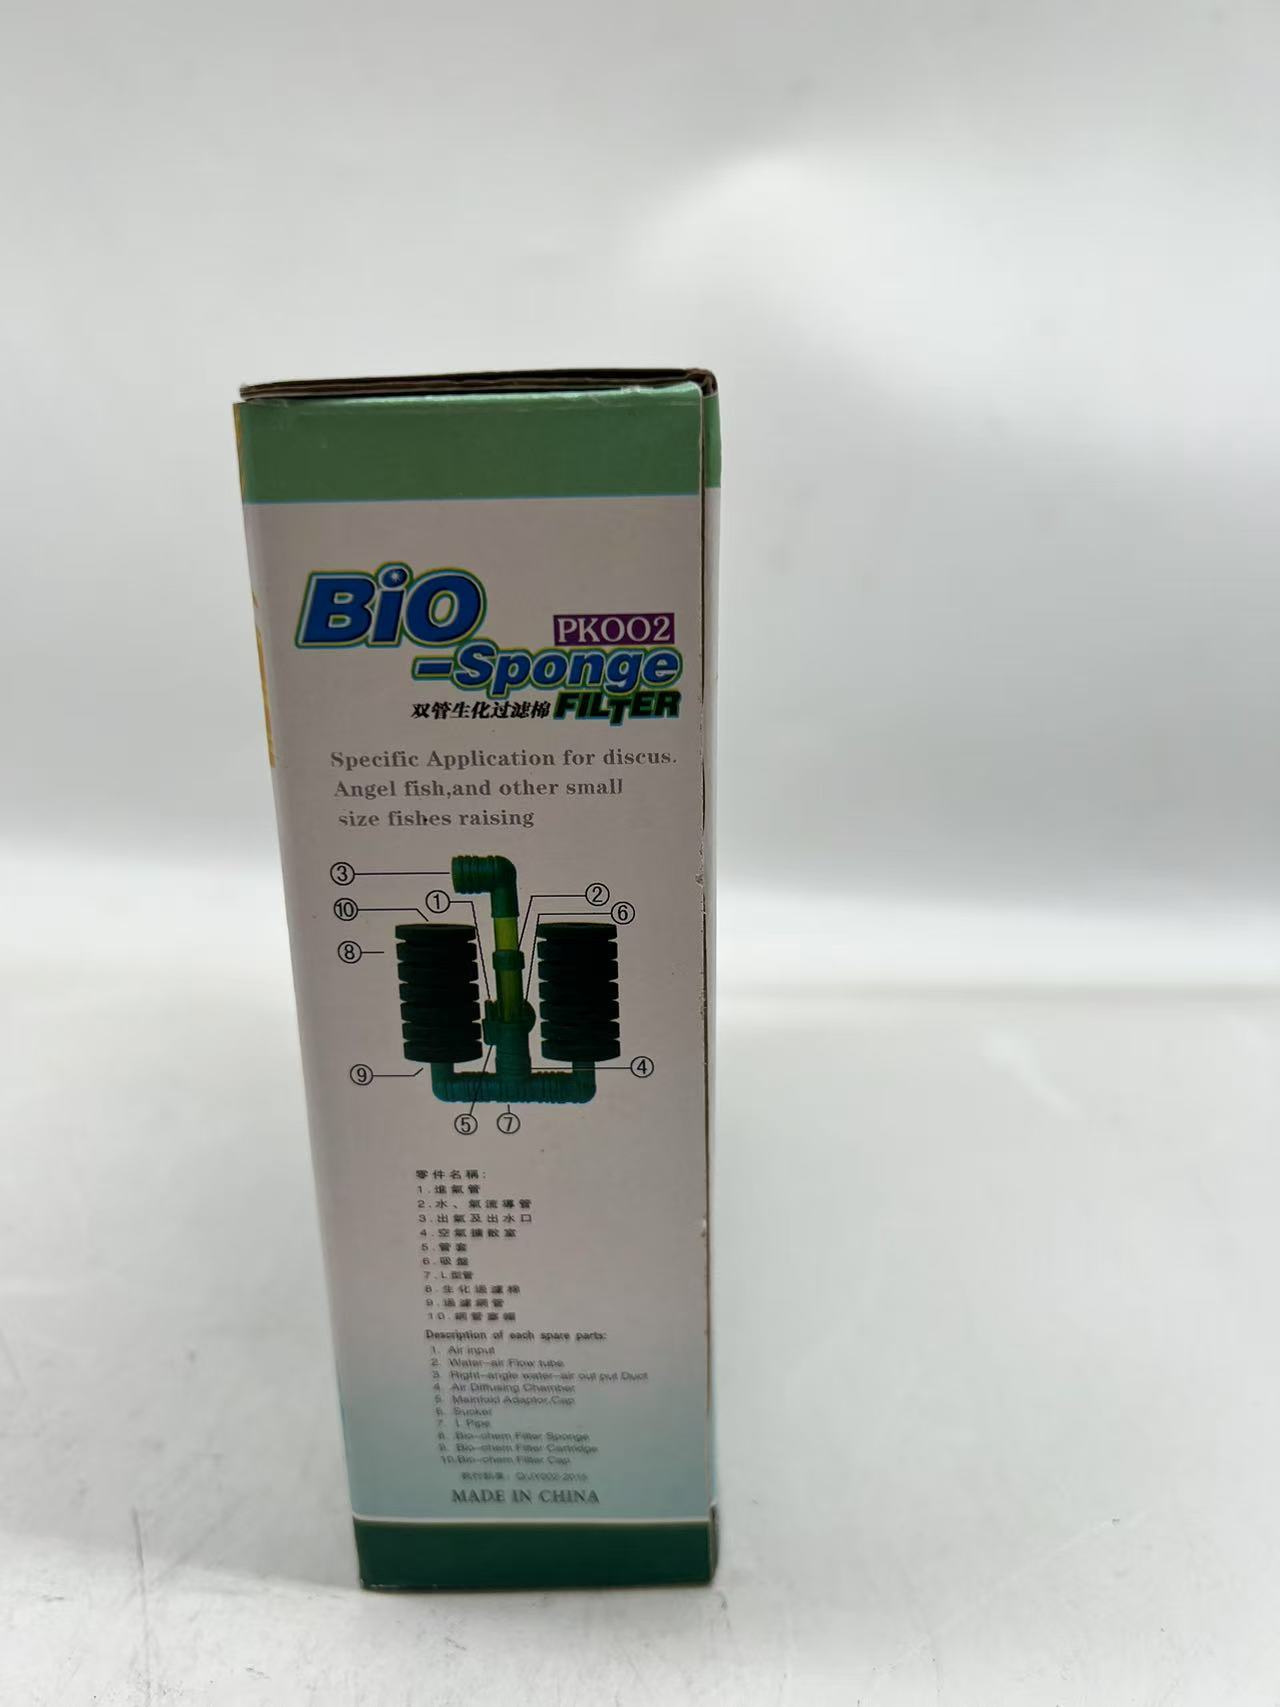 BiO
PK002
-Sponge
双管生化过滤棉 FILTER
Specific Application for discus.
Angel fish,and other small
size fishes raising
③
①
②
⑩
⑥
⑧
⑨
④
⑤
⑦
零件名稱:
1.進氣管
2.水、氣流導管
3.出氣及出水口
4.空氣擴散室
5.管套
6.吸盤
7.L型管
8.生化過濾棉
9.過濾網管
10.網管塞帽
Description of each spare parts:
1. Air input
2. Water-air Flow tube
3. Right-angle water-air out put Duct
4. Air Diffusing Chamber
5. Adaptor Cap
6. Sucker
7. L Pipe
8. Bio-chem Filter Sponge
9. Bio-chem Filter Cartridge
10.Bio-chem Filter Cap
MADE IN CHINA